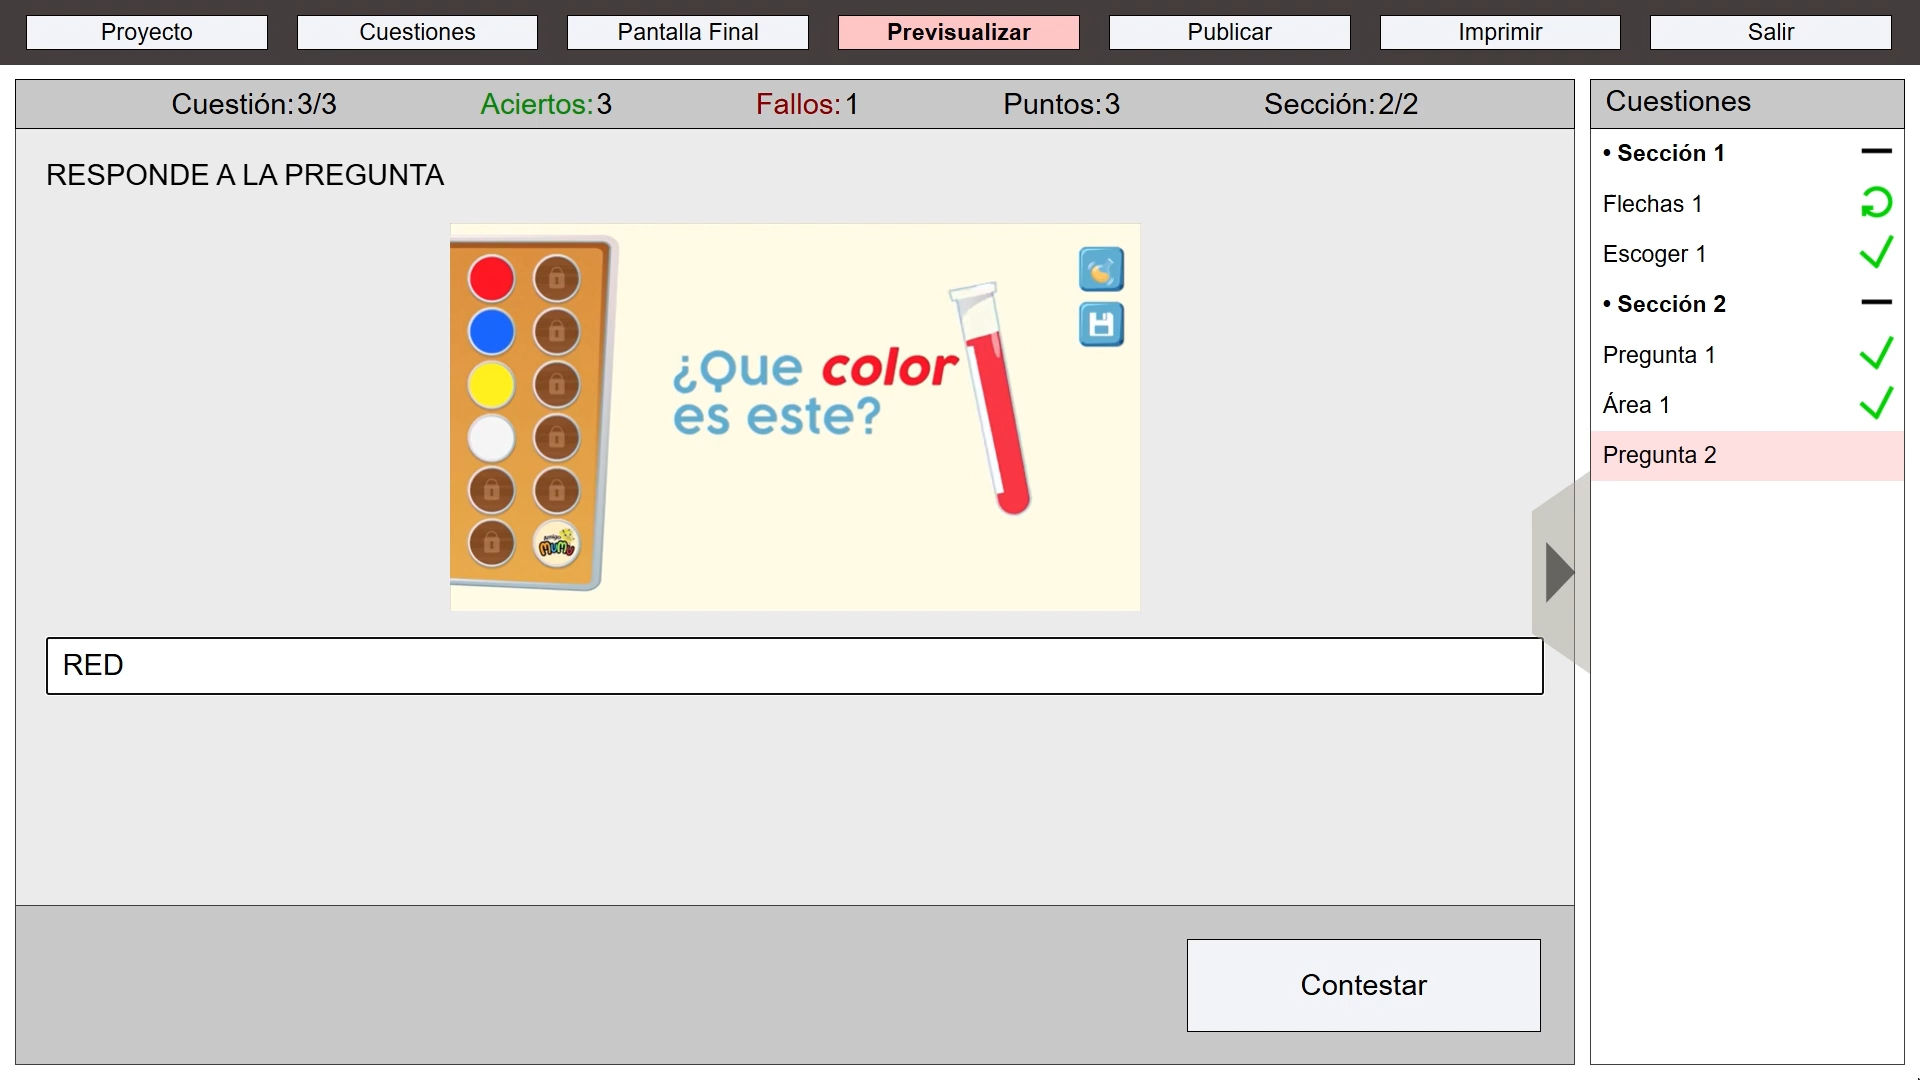 Proyecto
Cuestiones
Pantalla Final
Previsualizar
Publicar
Imprimir
Salir
Cuestión:3/3
Aciertos:3
Fallos:1
Puntos:3
Sección:2/2
RESPONDE A LA PREGUNTA
¿Que color
es este?
Amigo
MUMU
RED
Contestar
Cuestiones
• Sección 1
Flechas 1
Escoger 1
• Sección 2
Pregunta 1
Área 1
Pregunta 2